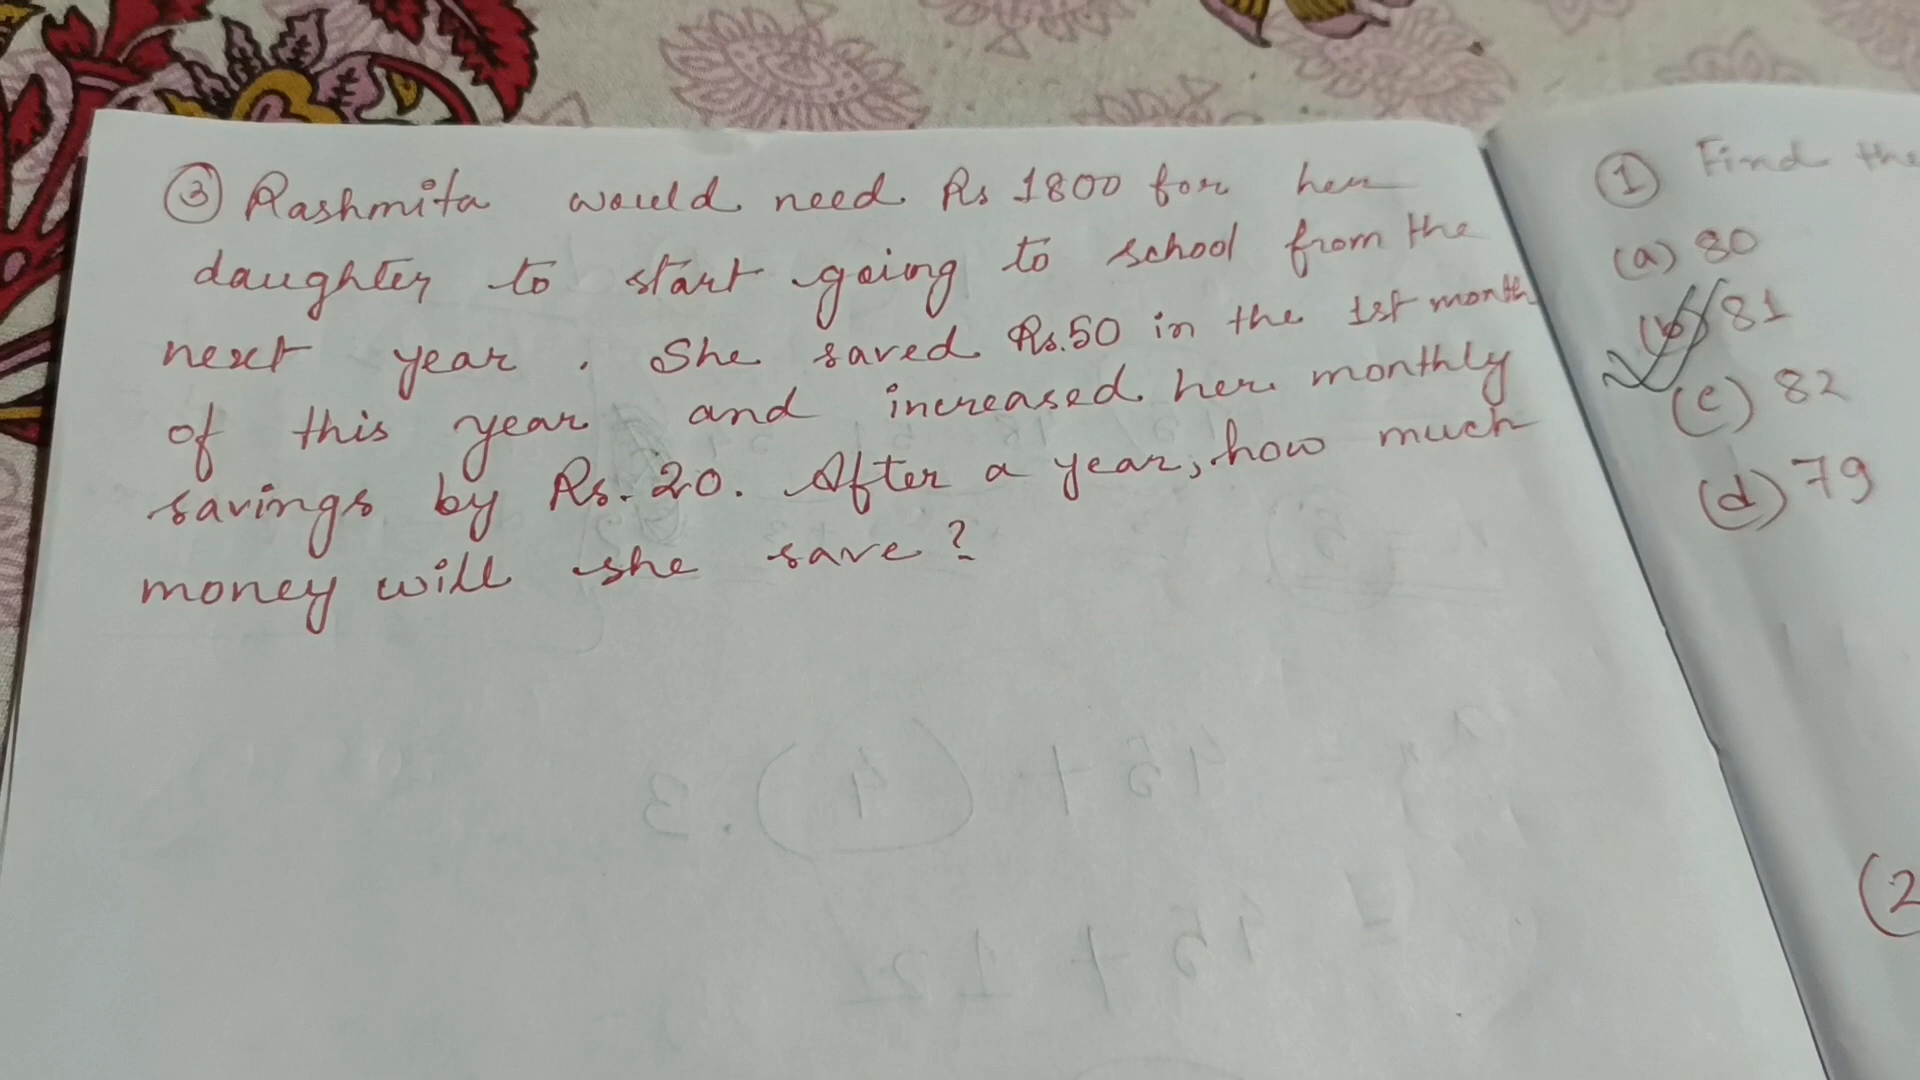 ③ Rashmita would need Rs 1800 for her
daughter to start going to school from the
next year. She saved Rs.50 in the 1st month
of this year and increased her monthly
savings by Rs. 20. After a year, how much
money will she save?
① Find the
(a) 80
(b) 81
(c) 82
(d) 79
(2